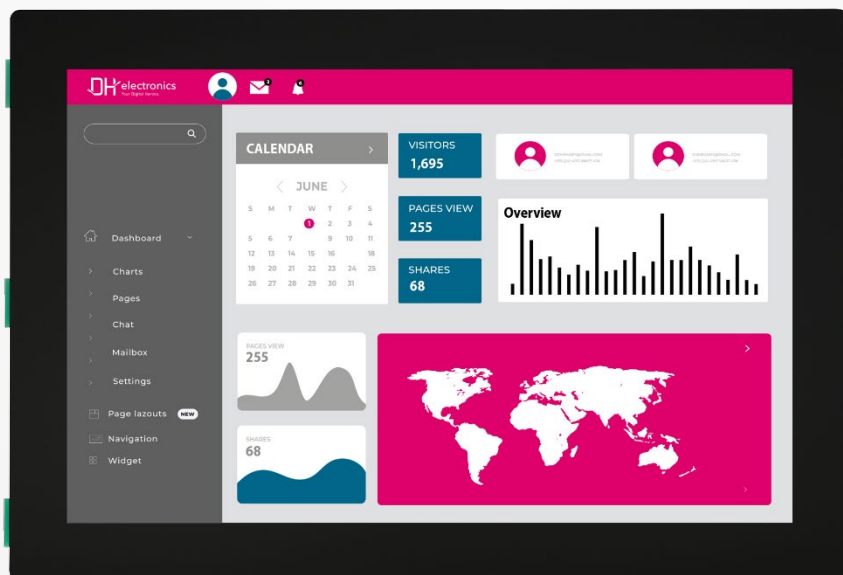 DH electronics
Your Digital Heroes
CALENDAR
JUNE
S M T W T F S
1 2 3 4
5 6 7 9 10 11
12 13 14 15 16 18
19 20 21 22 23 24 25
26 27 28 29 30 31
VISITORS
1,695
PAGES VIEW
255
SHARES
68
Overview
Dashboard
Charts
Pages
Chat
Mailbox
Settings
Page lazouts NEW
Navigation
Widget
PAGES VIEW
255
SHARES
68